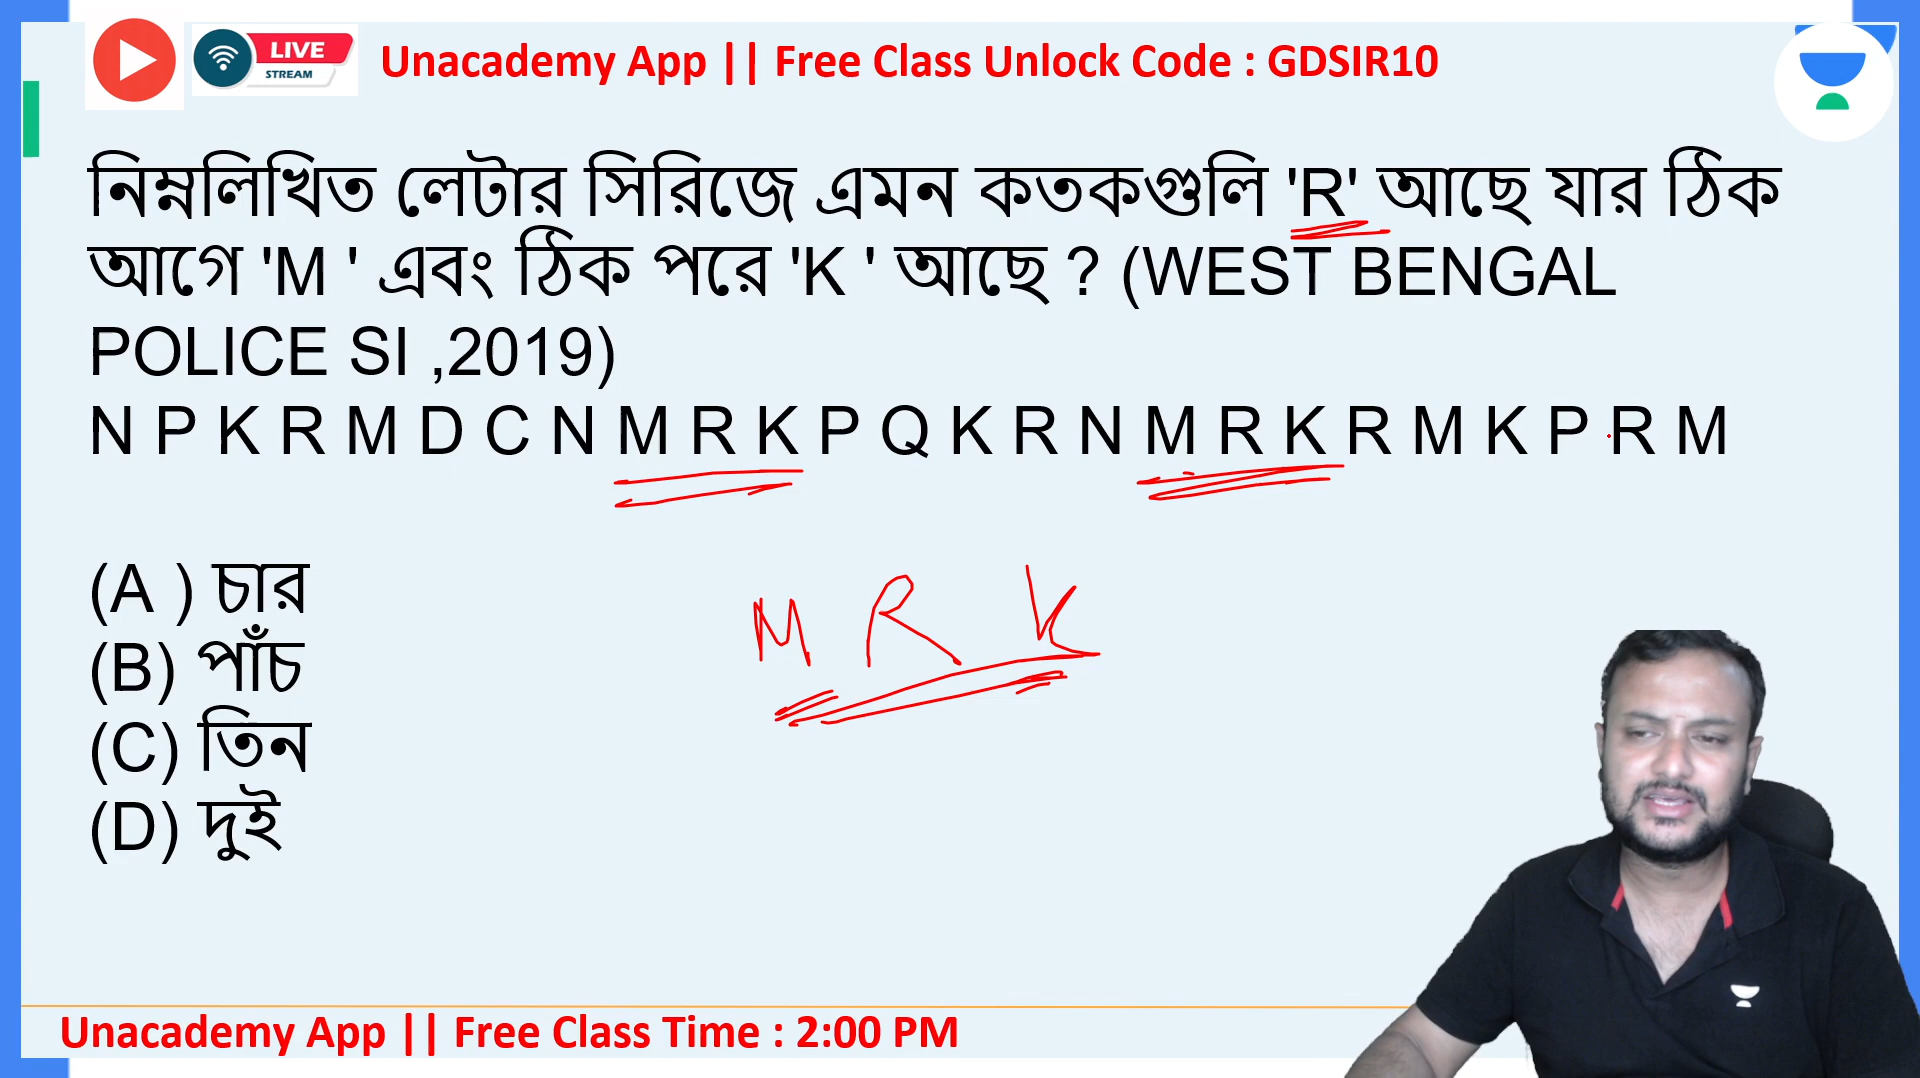 LIVE
STREAM
Unacademy App || Free Class Unlock Code : GDSIR10
নিম্নলিখিত লেটার সিরিজে এমন কতকগুলি 'R' আছে যার ঠিক
আগে 'M ' এবং ঠিক পরে 'K ' আছে ? (WEST BENGAL
POLICE SI ,2019)
N P K R M D C N M R K P Q K R N M R K R M K P R M
(A ) চার
(B) পাঁচ
(C) তিন
(D) দুই
M R K
Unacademy App || Free Class Time : 2:00 PM